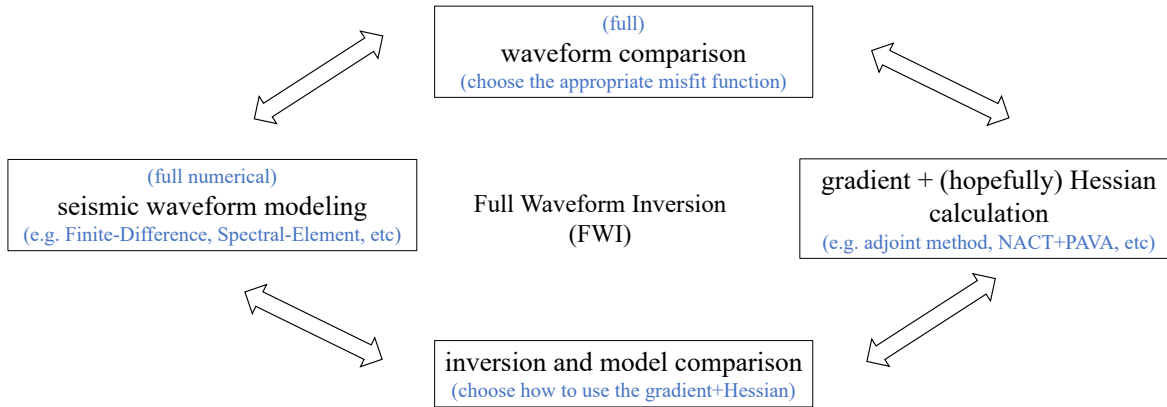 (full)
waveform comparison
(choose the appropriate misfit function)
(full numerical)
seismic waveform modeling
(e.g. Finite-Difference, Spectral-Element, etc)
Full Waveform Inversion
(FWI)
gradient + (hopefully) Hessian
calculation
(e.g. adjoint method, NACT+PAVA, etc)
inversion and model comparison
(choose how to use the gradient+Hessian)